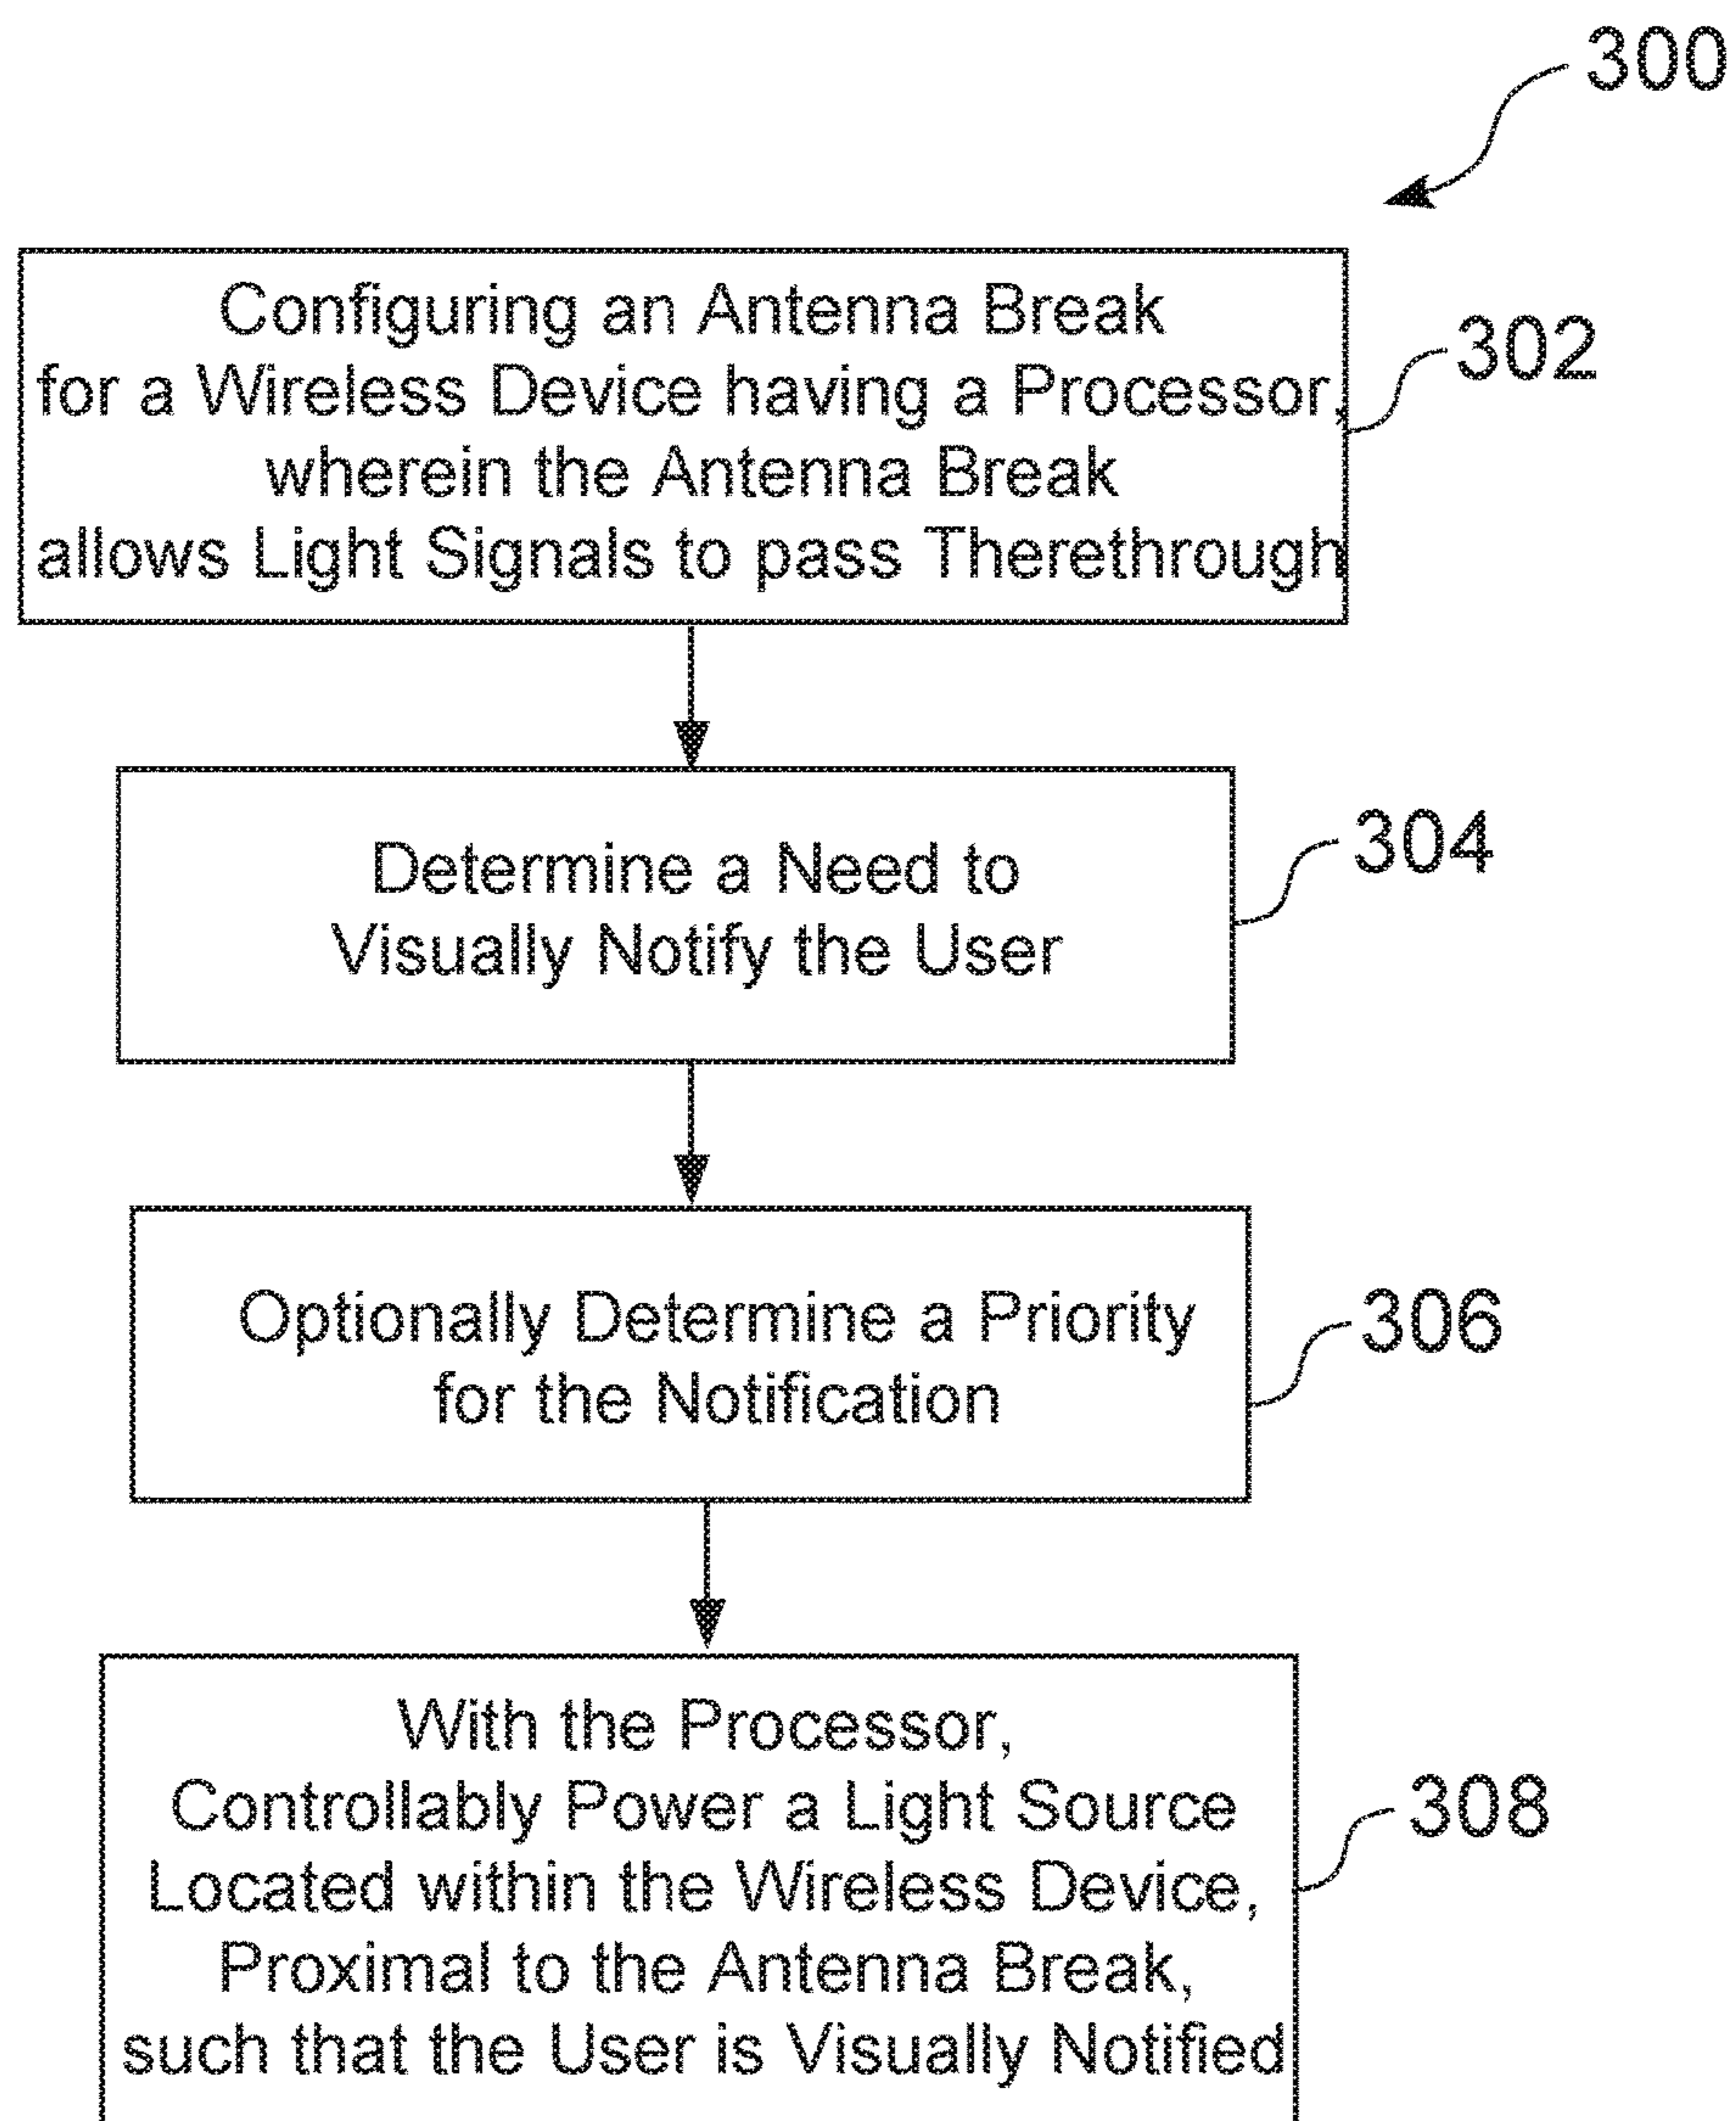 300
Configuring an Antenna Break
for a Wireless Device having a Processor,
wherein the Antenna Break
allows Light Signals to pass Therethrough
302
Determine a Need to
Visually Notify the User
304
Optionally Determine a Priority
for the Notification
306
With the Processor,
Controllably Power a Light Source
Located within the Wireless Device,
Proximal to the Antenna Break,
such that the User is Visually Notified
308